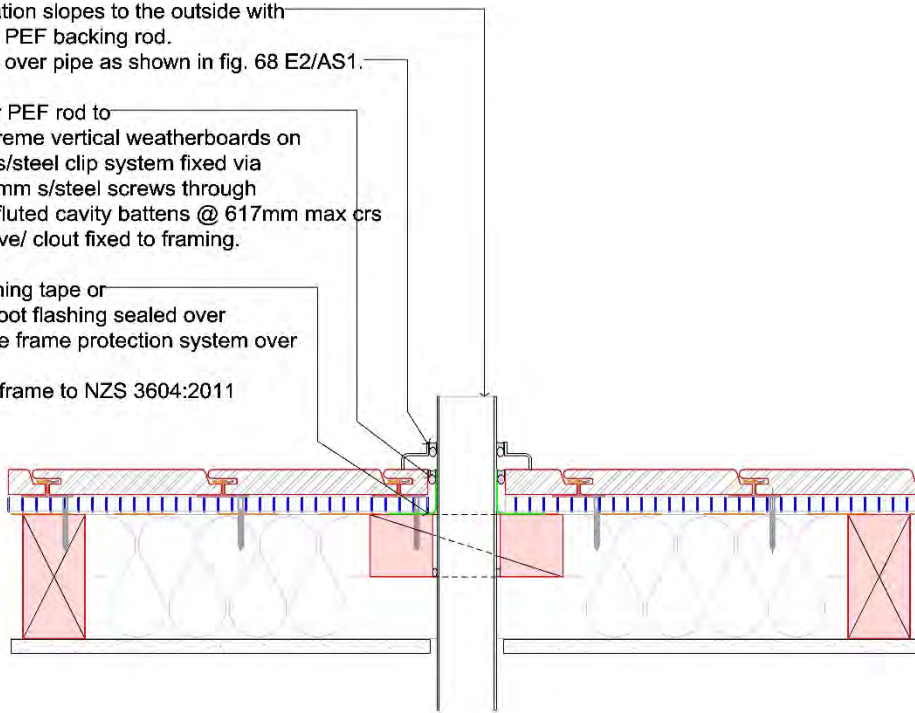 tion slopes to the outside with
PEF backing rod.
over pipe as shown in fig. 68 E2/AS1.
PEF rod to
reme vertical weatherboards on
s/steel clip system fixed via
mm s/steel screws through
fluted cavity battens @ 617mm max crs
ve/ clout fixed to framing.
ning tape or
oot flashing sealed over
e frame protection system over
frame to NZS 3604:2011